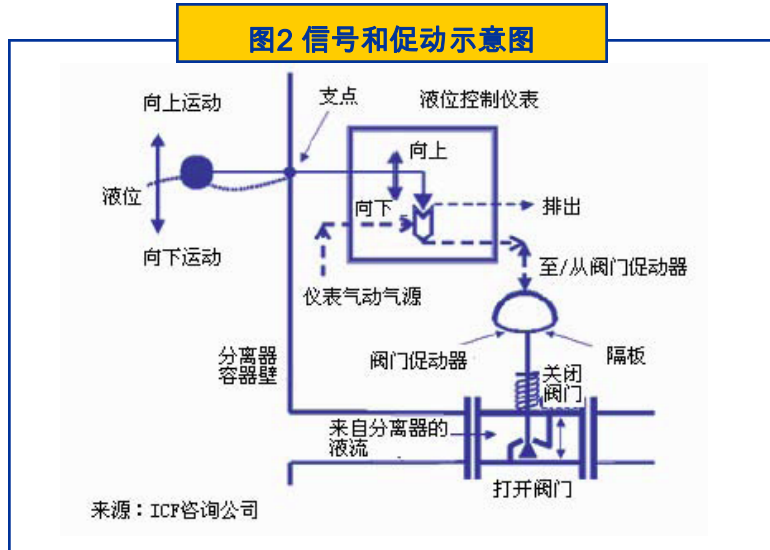 图2 信号和促动示意图
向上运动
支点
液位控制仪表
向上
液位
向下
排出
向下运动
至/从阀门促动器
仪表气动气源
分离器
容器壁
阀门促动器
隔板
关闭
阀门
来自分离器的
液流
打开阀门
来源：ICF咨询公司